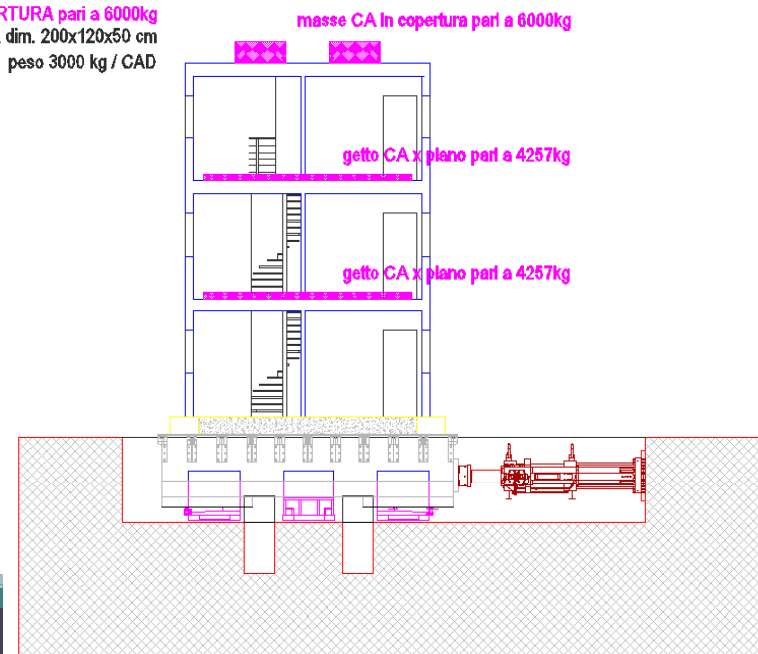 RTURA pari a 6000kg
dim. 200x120x50 cm
peso 3000 kg / CAD
masse CA in copertura pari a 6000kg
getto CA x piano pari a 4257kg
getto CA x piano pari a 4257kg